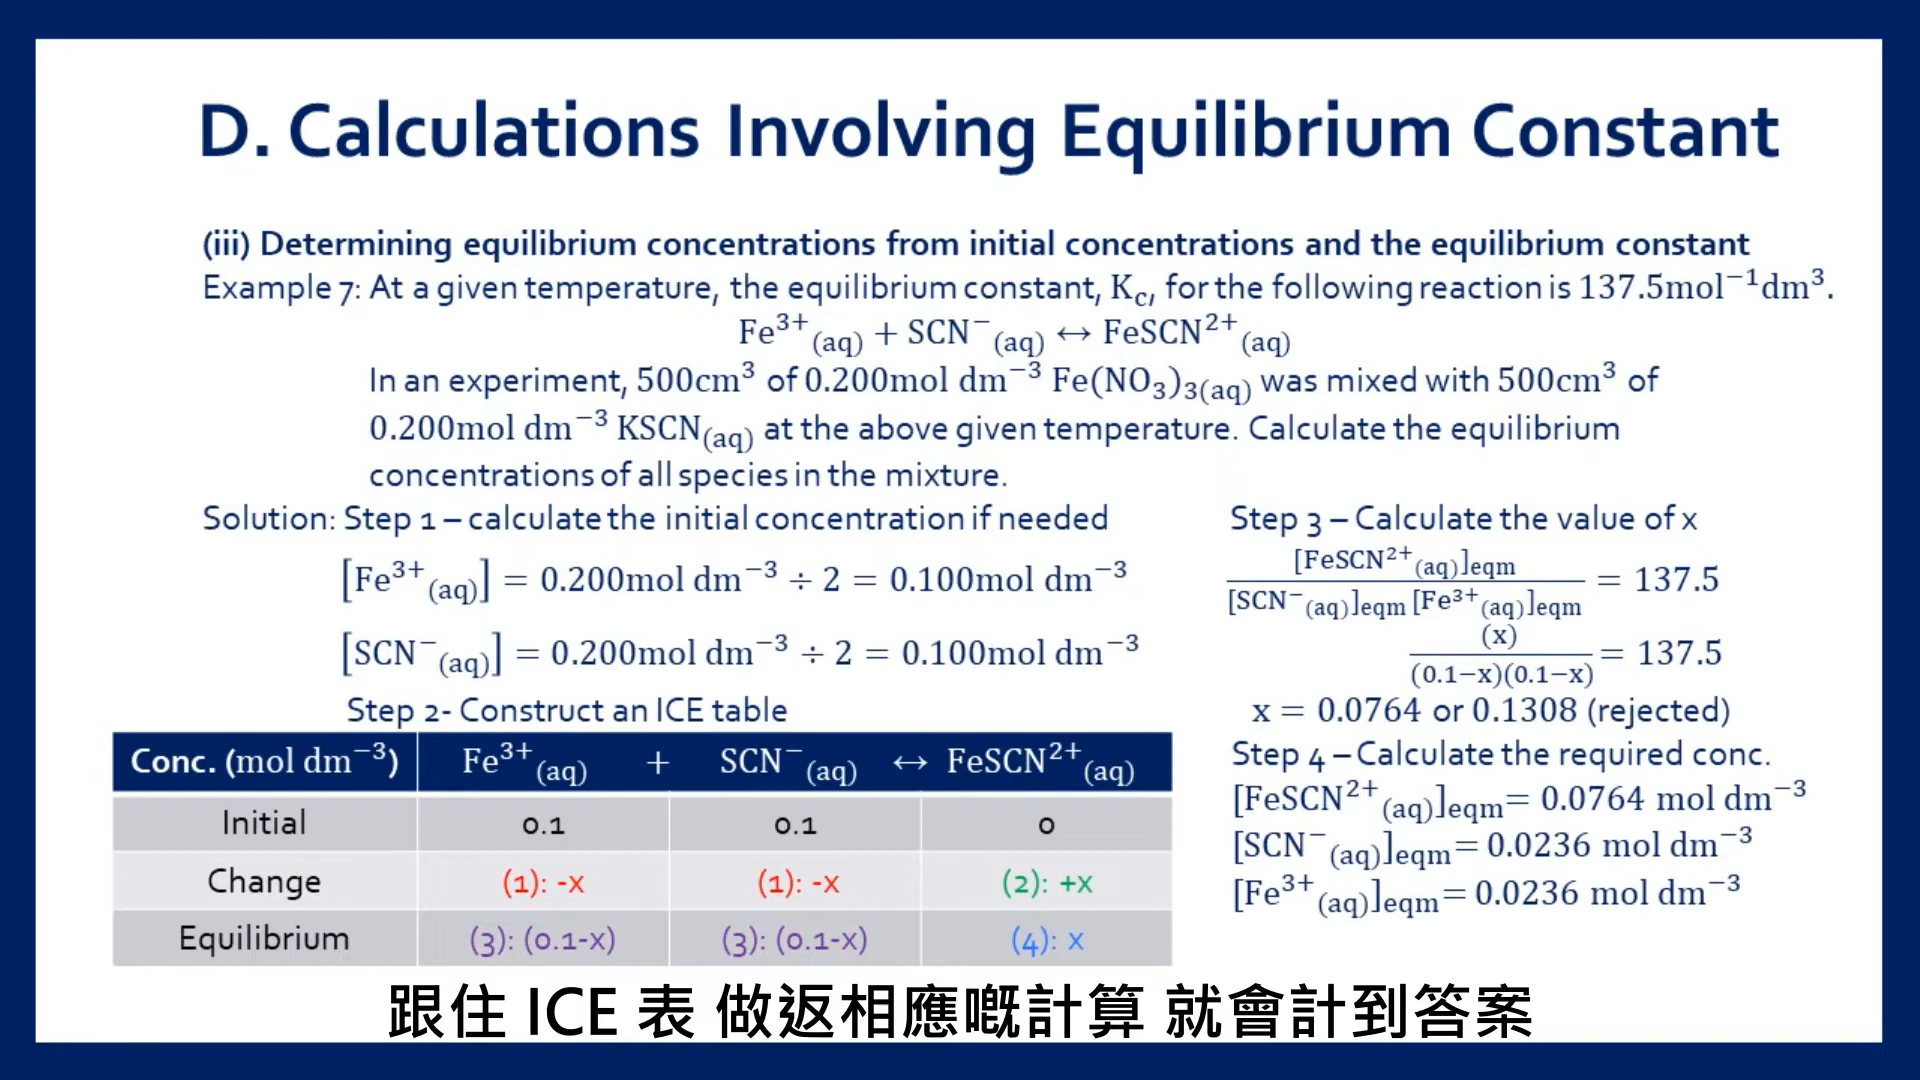 D. Calculations Involving Equilibrium Constant
(iii) Determining equilibrium concentrations from initial concentrations and the equilibrium constant
Example 7: At a given temperature, the equilibrium constant, K꜀, for the following reaction is 137.5mol⁻¹dm³.
Fe³⁺(aq) + SCN⁻(aq) ↔ FeSCN²⁺(aq)
In an experiment, 500cm³ of 0.200mol dm⁻³ Fe(NO₃)₃(aq) was mixed with 500cm³ of
0.200mol dm⁻³ KSCN(aq) at the above given temperature. Calculate the equilibrium
concentrations of all species in the mixture.
Solution: Step 1 – calculate the initial concentration if needed
[Fe³⁺(aq)] = 0.200mol dm⁻³ ÷ 2 = 0.100mol dm⁻³
[SCN⁻(aq)] = 0.200mol dm⁻³ ÷ 2 = 0.100mol dm⁻³
Step 2- Construct an ICE table
Conc. (mol dm⁻³) Fe³⁺(aq) + SCN⁻(aq) ↔ FeSCN²⁺(aq)
Initial 0.1 0.1 0
Change (1): -x (1): -x (2): +x
Equilibrium (3): (0.1-x) (3): (0.1-x) (4): x
Step 3 – Calculate the value of x
[FeSCN²⁺(aq)]eqm
[SCN⁻(aq)]eqm [Fe³⁺(aq)]eqm = 137.5
(x)
(0.1−x)(0.1−x) = 137.5
x = 0.0764 or 0.1308 (rejected)
Step 4 – Calculate the required conc.
[FeSCN²⁺(aq)]eqm= 0.0764 mol dm⁻³
[SCN⁻(aq)]eqm= 0.0236 mol dm⁻³
[Fe³⁺(aq)]eqm= 0.0236 mol dm⁻³
跟住 ICE 表 做返相應嘅計算 就會計到答案